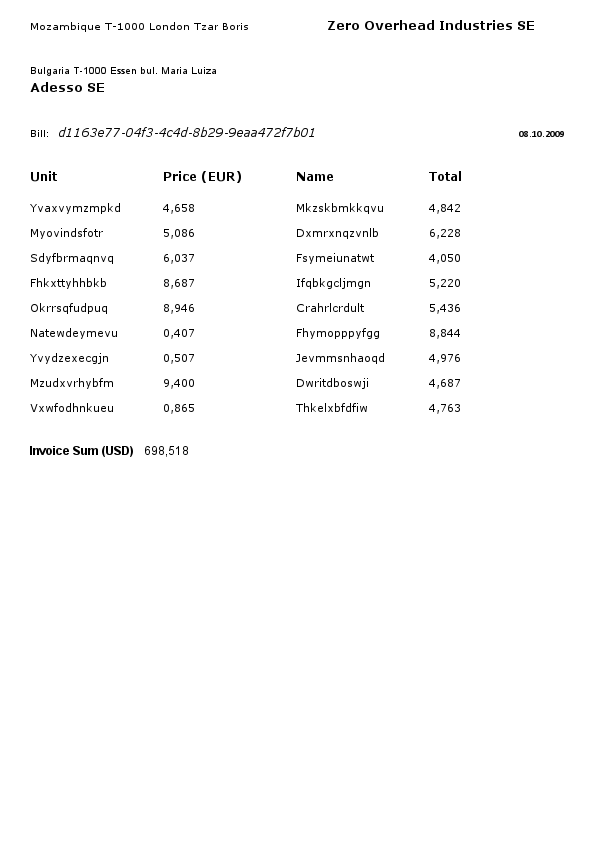 Mozambique T-1000 London Tzar Boris Zero Overhead Industries SE
Bulgaria T-1000 Essen bul. Maria Luiza
Adesso SE
Bill: d1163e77-04f3-4c4d-8b29-9eaa472f7b01 08.10.2009
Unit Price (EUR) Name Total
Yvaxvymzmpkd 4,658 Mkzskbmkkqvu 4,842
Myovindsfotr 5,086 Dxmrxnqzvnlb 6,228
Sdyfbrmaqnvq 6,037 Fsymeiunatwt 4,050
Fhkxttyhhbkb 8,687 Ifqbkgcljmgn 5,220
Okrrsqfudpuq 8,946 Crahrlcrdult 5,436
Natewdeymevu 0,407 Fhymopppyfgg 8,844
Yvydzexecgjn 0,507 Jevmmsnhaoqd 4,976
Mzudxvrhybfm 9,400 Dwritdboswji 4,687
Vxwfodhnkueu 0,865 Thkelxbfdfiw 4,763
Invoice Sum (USD) 698,518